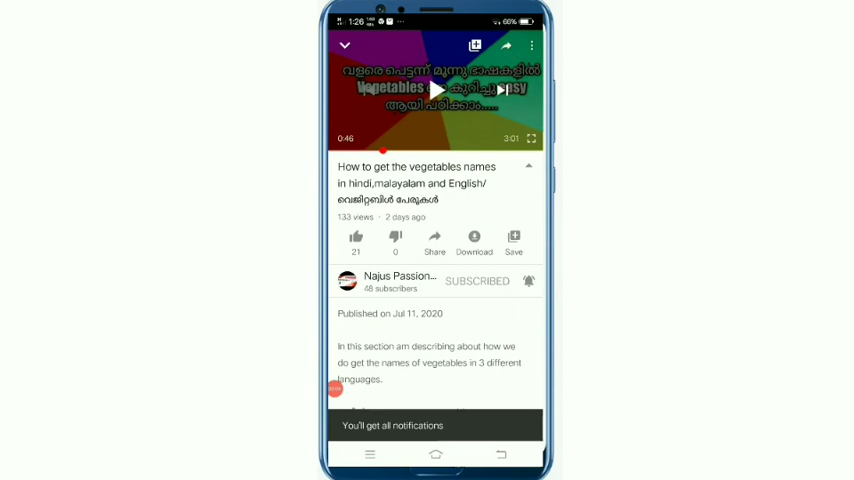 1:26
66%
വളരെ പെട്ടന്ന് മൂന്നു ഭാഷകളിൽ
Vegetables നെ കുറിച്ചു easy
ആയി പഠിക്കാം.....
0:46
3:01
How to get the vegetables names
in hindi,malayalam and English/
വെജിറ്റബിൾ പേരുകൾ
133 views · 2 days ago
21
0
Share
Download
Save
Najus Passion...
48 subscribers
SUBSCRIBED
Published on Jul 11, 2020
In this section am describing about how we
do get the names of vegetables in 3 different
languages.
You'll get all notifications